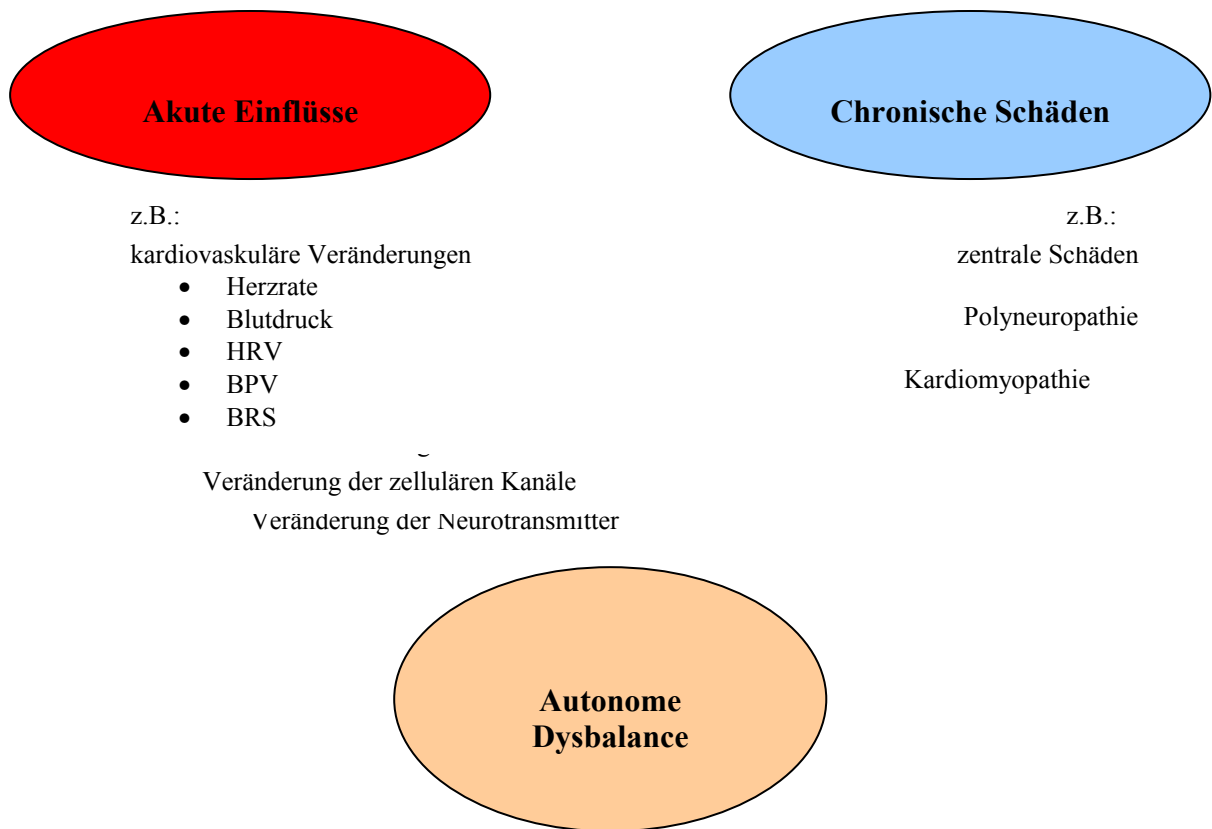 Akute Einflüsse
Chronische Schäden
z.B.:
kardiovaskuläre Veränderungen
• Herzrate
• Blutdruck
• HRV
• BPV
• BRS
Veränderung der zellulären Kanäle
Veränderung der Neurotransmitter
z.B.:
zentrale Schäden
Polyneuropathie
Kardiomyopathie
Autonome
Dysbalance